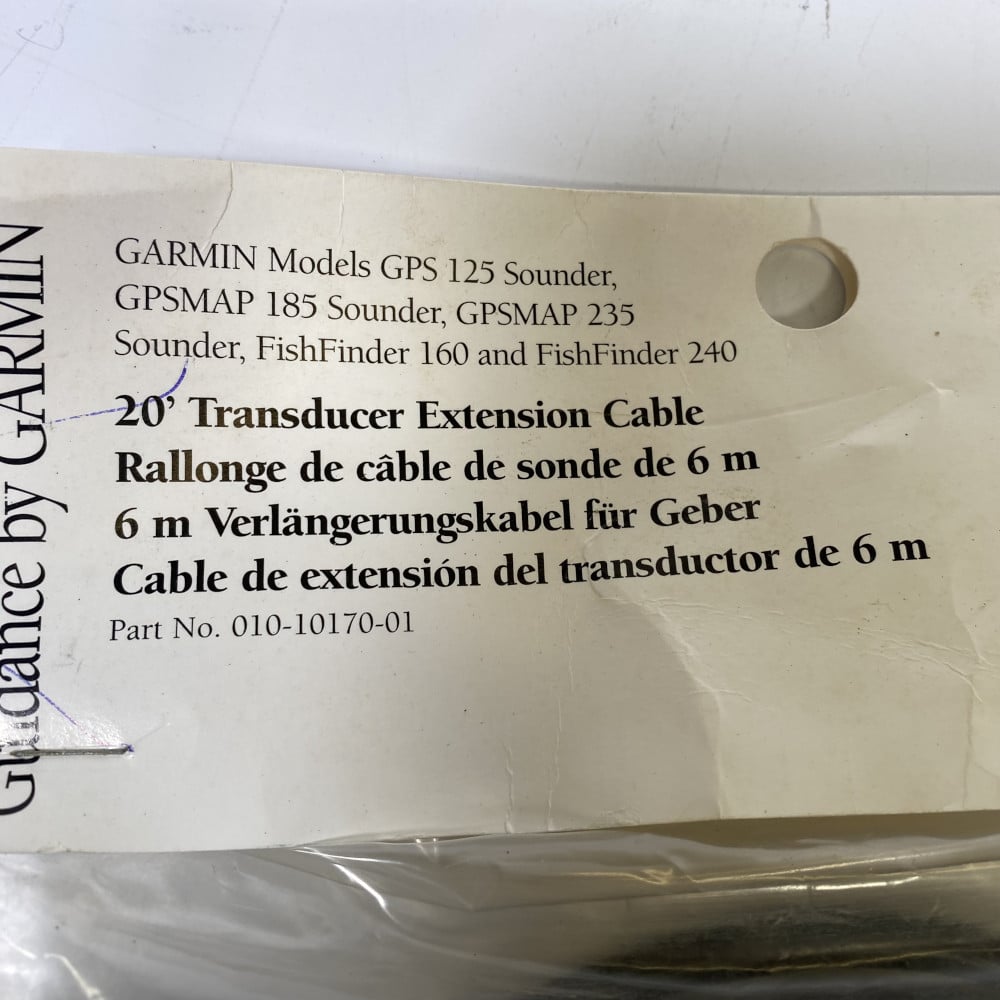 Guidance by GARMIN
GARMIN Models GPS 125 Sounder,
GPSMAP 185 Sounder, GPSMAP 235
Sounder, FishFinder 160 and FishFinder 240
20’ Transducer Extension Cable
Rallonge de câble de sonde de 6 m
6 m Verlängerungskabel für Geber
Cable de extensión del transductor de 6 m
Part No. 010-10170-01